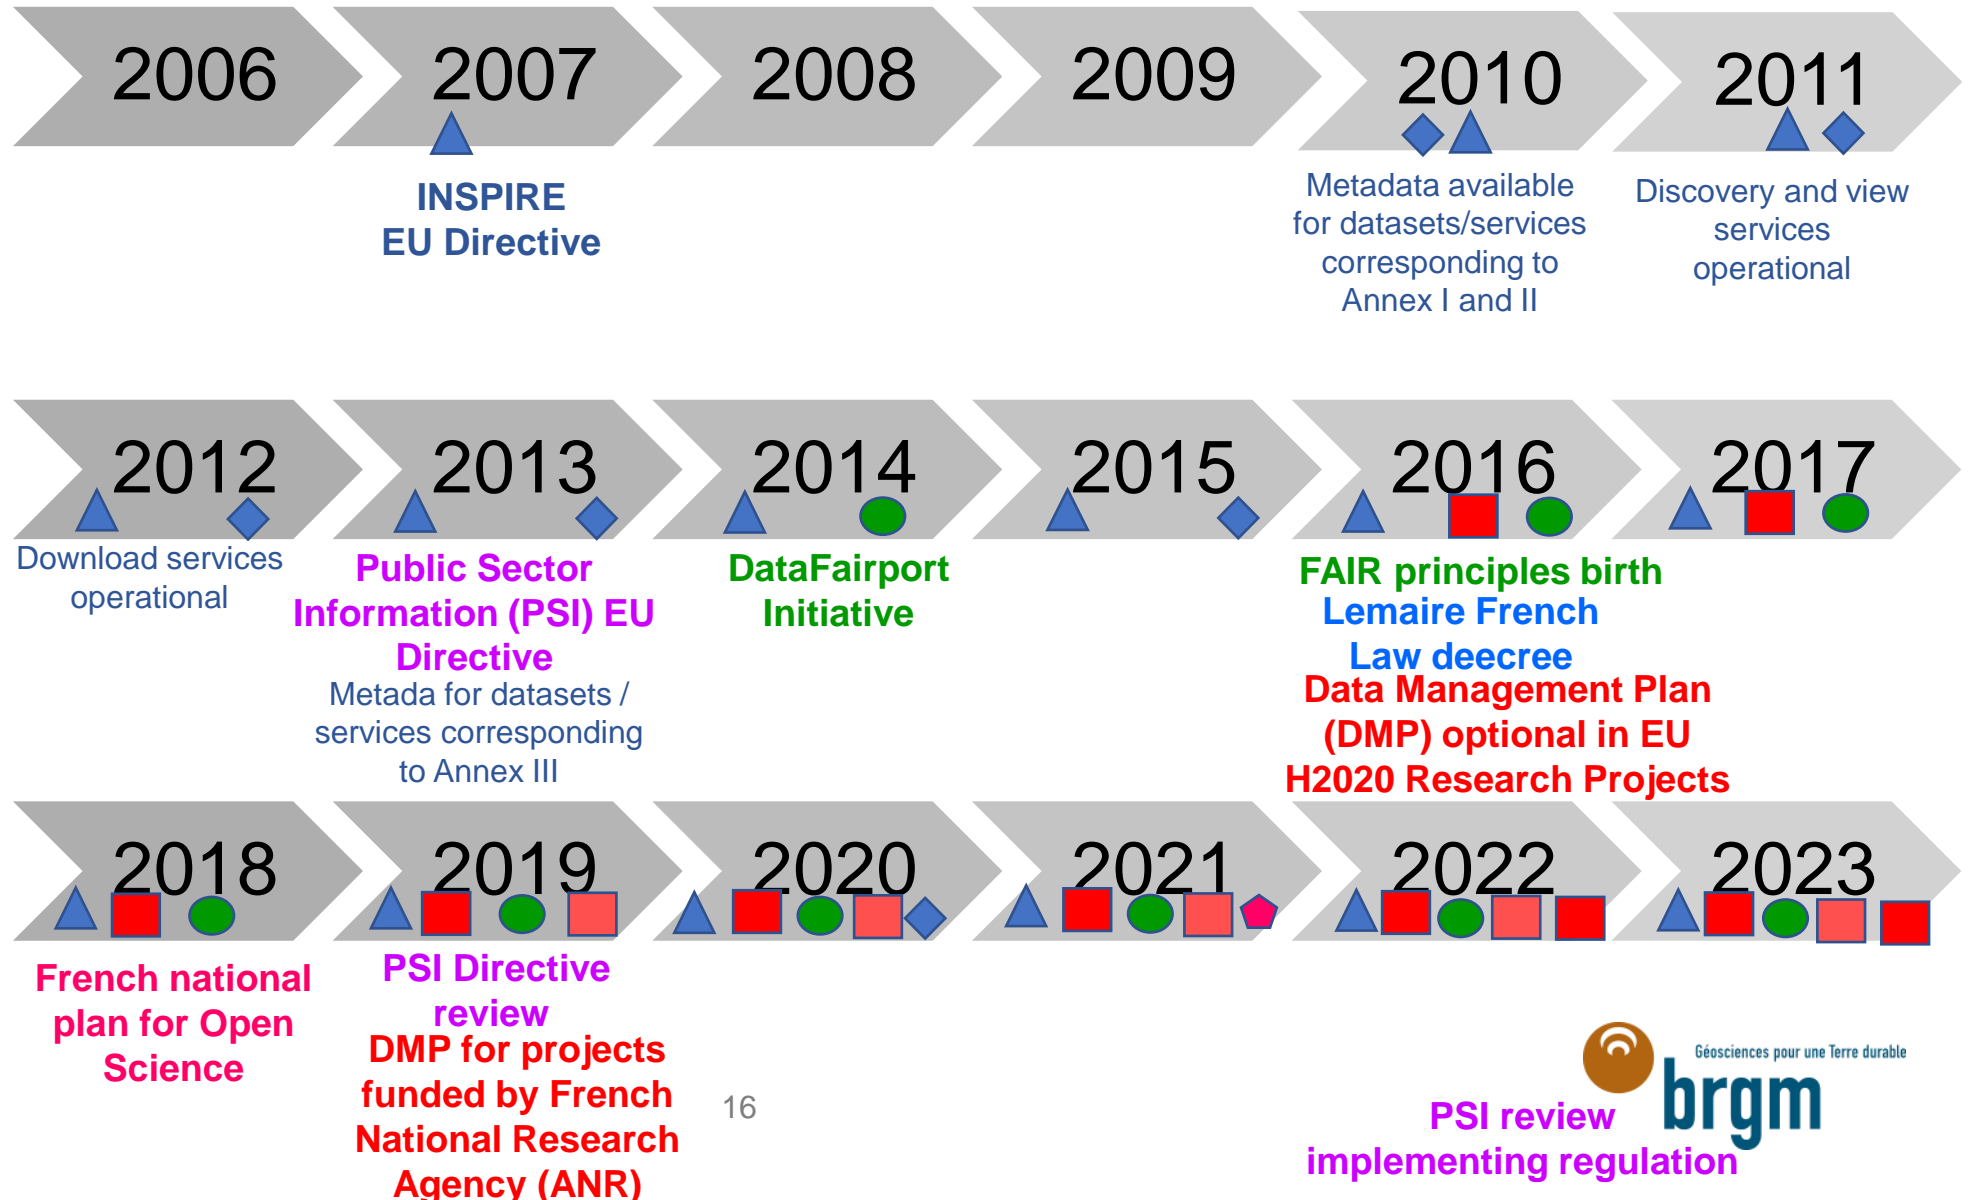 2006
2007
2008
2009
2010
2011
INSPIRE
EU Directive
Metadata available
for datasets/services
corresponding to
Annex I and II
Discovery and view
services
operational
2012
2013
2014
2015
2016
2017
Download services
operational
Public Sector
Information (PSI) EU
Directive
Metada for datasets /
services corresponding
to Annex III
DataFairport
Initiative
FAIR principles birth
Lemaire French
Law deecree
Data Management Plan
(DMP) optional in EU
H2020 Research Projects
2018
2019
2020
2021
2022
2023
French national
plan for Open
Science
PSI Directive
review
DMP for projects
funded by French
National Research
Agency (ANR)
16
PSI review
implementing regulation
Géosciences pour une Terre durable
brgm